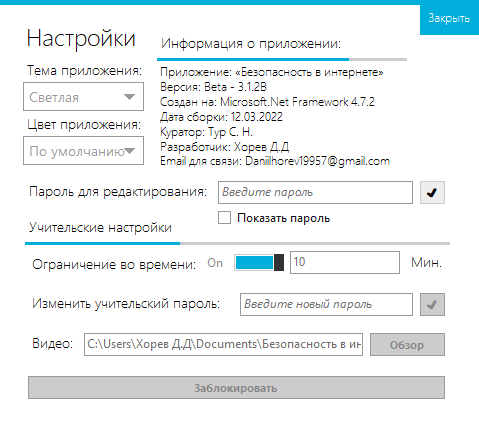 Закрыть
Настройки
Информация о приложении:
Тема приложения:
Светлая
Цвет приложения:
По умолчанию
Приложение: «Безопасность в интернете»
Версия: Beta - 3.1.2B
Создан на: Microsoft.Net Framework 4.7.2
Дата сборки: 12.03.2022
Куратор: Тур С. Н.
Разработчик: Хорев Д.Д
Email для связи: Daniilhorev19957@gmail.com
Пароль для редактирования:
Введите пароль
Показать пароль
Учительские настройки
Ограничение во времени:
On
10
Мин.
Изменить учительский пароль:
Введите новый пароль
Видео:
C:\Users\Хорев Д.Д\Documents\Безопасность в ин
Обзор
Заблокировать